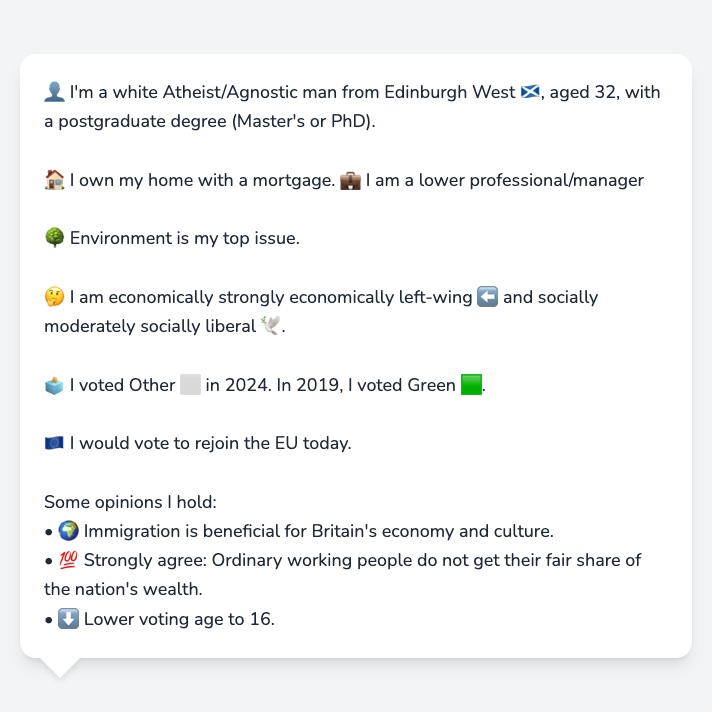 👤 I'm a white Atheist/Agnostic man from Edinburgh West 🏴󠁧󠁢󠁳󠁣󠁴󠁿, aged 32, with
a postgraduate degree (Master's or PhD).
🏠 I own my home with a mortgage. 💼 I am a lower professional/manager
🌳 Environment is my top issue.
🤔 I am economically strongly economically left-wing ⬅️ and socially
moderately socially liberal 🕊️.
🗳️ I voted Other ⬜ in 2024. In 2019, I voted Green 🟩.
🇪🇺 I would vote to rejoin the EU today.
Some opinions I hold:
• 🌍 Immigration is beneficial for Britain's economy and culture.
• 💯 Strongly agree: Ordinary working people do not get their fair share of
the nation's wealth.
• ⬇️ Lower voting age to 16.